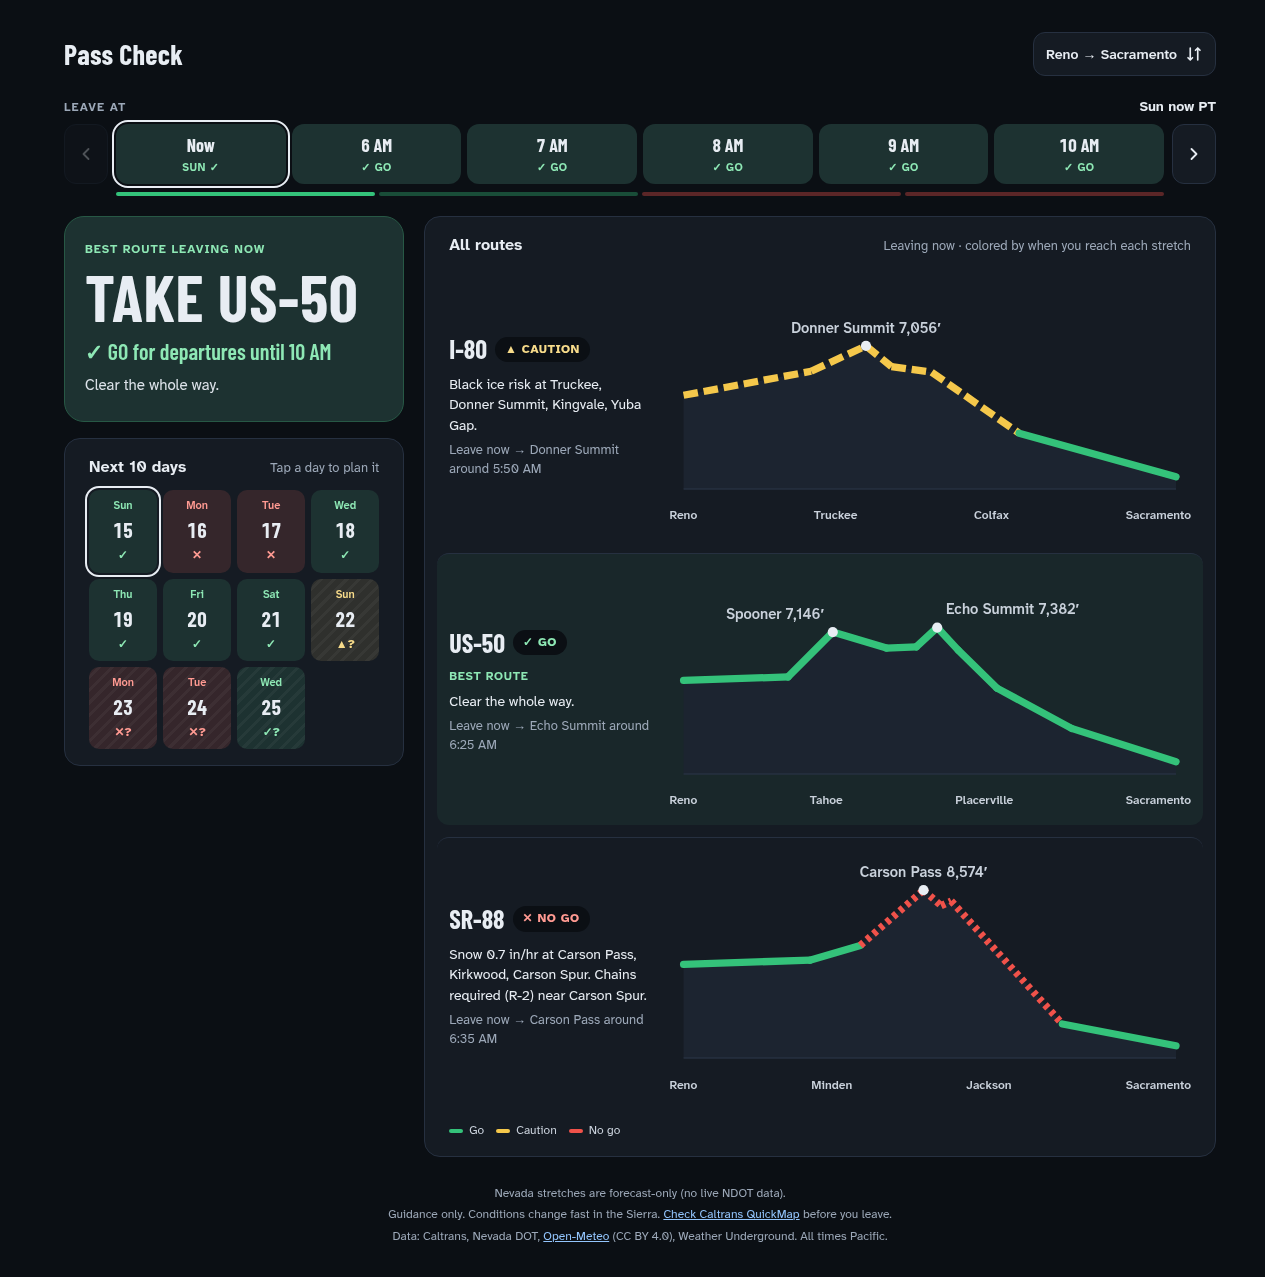 Pass Check
Reno → Sacramento
LEAVE AT
Sun now PT
Now
SUN ✓
6 AM
✓ GO
7 AM
✓ GO
8 AM
✓ GO
9 AM
✓ GO
10 AM
✓ GO
BEST ROUTE LEAVING NOW
TAKE US-50
✓ GO for departures until 10 AM
Clear the whole way.
Next 10 days
Tap a day to plan it
Sun
15
✓
Mon
16
✕
Tue
17
✕
Wed
18
✓
Thu
19
✓
Fri
20
✓
Sat
21
✓
Sun
22
▲?
Mon
23
✕?
Tue
24
✕?
Wed
25
✓?
All routes
Leaving now · colored by when you reach each stretch
I-80
▲ CAUTION
Black ice risk at Truckee,
Donner Summit, Kingvale, Yuba
Gap.
Leave now → Donner Summit
around 5:50 AM
Donner Summit 7,056′
Reno
Truckee
Colfax
Sacramento
US-50
✓ GO
BEST ROUTE
Clear the whole way.
Leave now → Echo Summit around
6:25 AM
Spooner 7,146′
Echo Summit 7,382′
Reno
Tahoe
Placerville
Sacramento
SR-88
✕ NO GO
Snow 0.7 in/hr at Carson Pass,
Kirkwood, Carson Spur. Chains
required (R-2) near Carson Spur.
Leave now → Carson Pass around
6:35 AM
Carson Pass 8,574′
Reno
Minden
Jackson
Sacramento
Go
Caution
No go
Nevada stretches are forecast-only (no live NDOT data).
Guidance only. Conditions change fast in the Sierra. Check Caltrans QuickMap before you leave.
Data: Caltrans, Nevada DOT, Open-Meteo (CC BY 4.0), Weather Underground. All times Pacific.